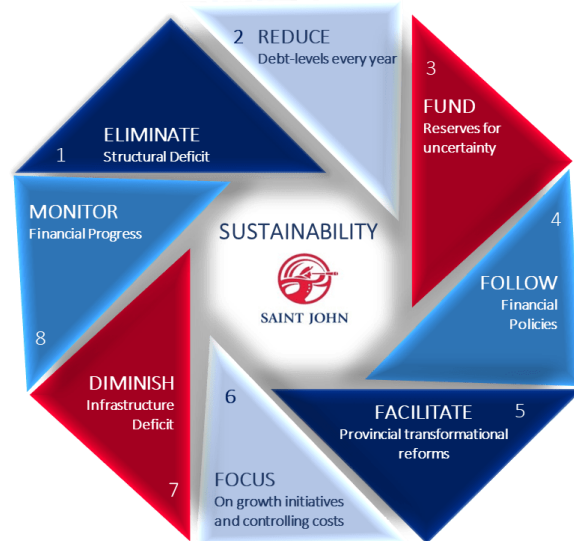 1
ELIMINATE
Structural Deficit
2 REDUCE
Debt-levels every year
3
FUND
Reserves for
uncertainty
4
FOLLOW
Financial
Policies
5
FACILITATE
Provincial transformational
reforms
6
FOCUS
On growth initiatives
and controlling costs
7
DIMINISH
Infrastructure
Deficit
8
MONITOR
Financial Progress
SUSTAINABILITY
SAINT JOHN